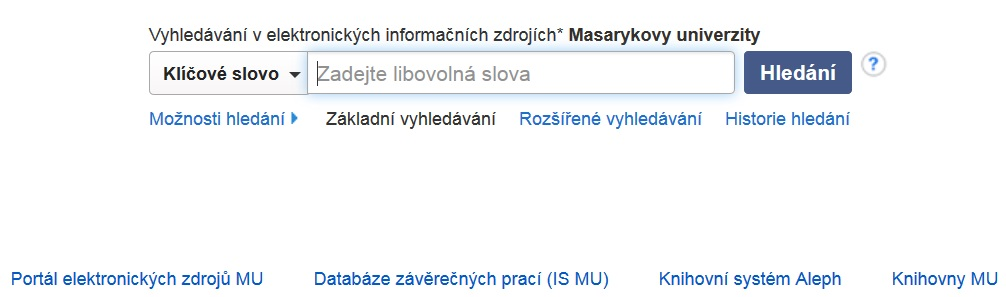 Vyhledávání v elektronických informačních zdrojích* Masarykovy univerzity
Klíčové slovo Zadejte libovolná slova Hledání ?
Možnosti hledání Základní vyhledávání Rozšířené vyhledávání Historie hledání
Portál elektronických zdrojů MU Databáze závěrečných prací (IS MU) Knihovní systém Aleph Knihovny MU